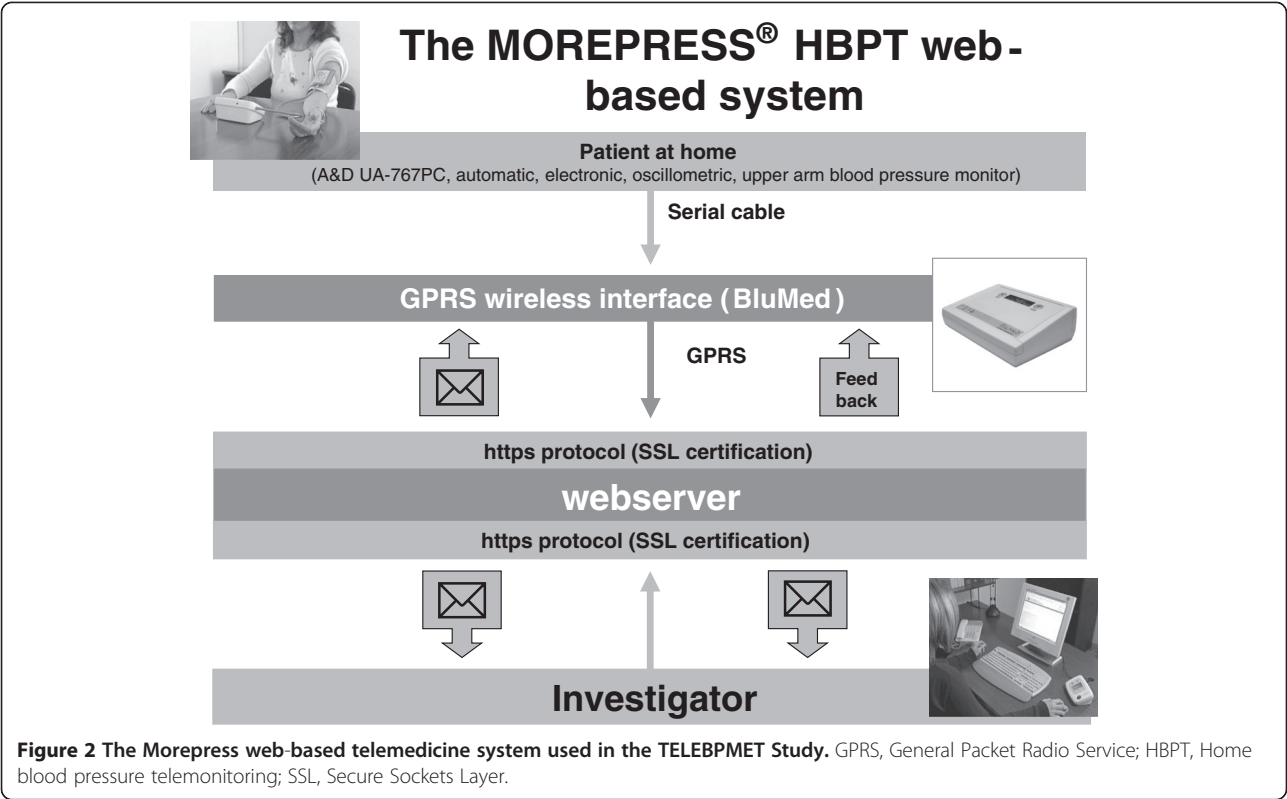 The MOREPRESS® HBPT web-
based system
Patient at home
(A&D UA-767PC, automatic, electronic, oscillometric, upper arm blood pressure monitor)
Serial cable
GPRS wireless interface (BluMed)
GPRS
Feed
back
https protocol (SSL certification)
webserver
https protocol (SSL certification)
Investigator
Figure 2 The Morepress web-based telemedicine system used in the TELEBPMET Study. GPRS, General Packet Radio Service; HBPT, Home
blood pressure telemonitoring; SSL, Secure Sockets Layer.